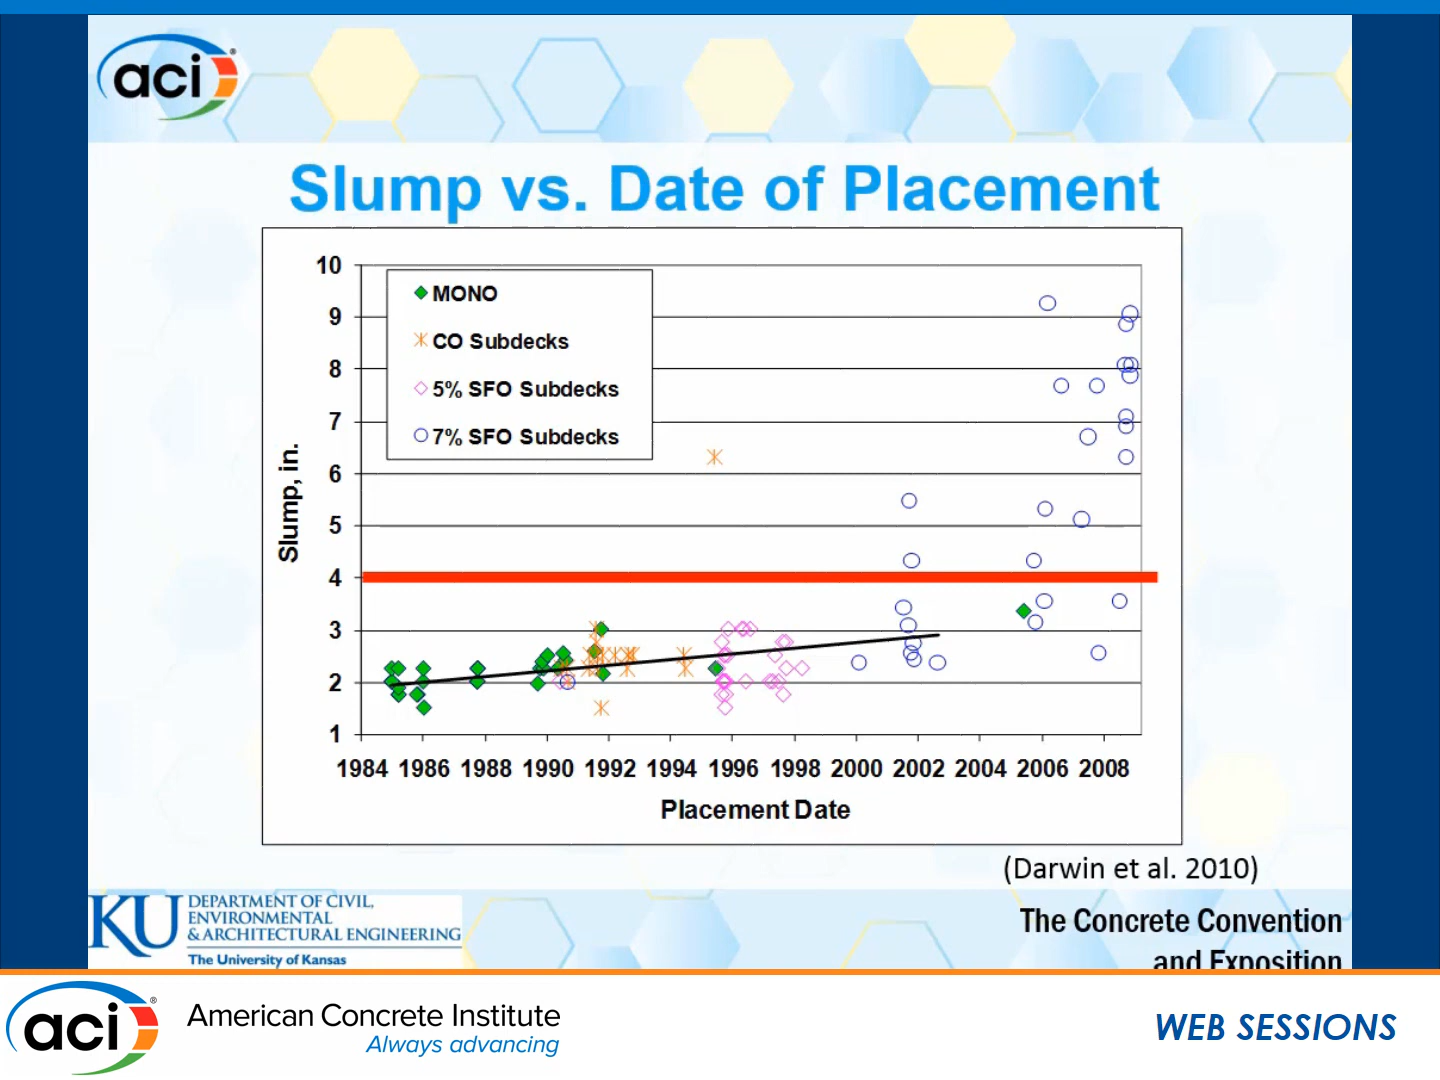 aci®
Slump vs. Date of Placement
10
9
8
7
6
5
4
3
2
1
Slump, in.
MONO
CO Subdecks
5% SFO Subdecks
7% SFO Subdecks
1984 1986 1988 1990 1992 1994 1996 1998 2000 2002 2004 2006 2008
Placement Date
(Darwin et al. 2010)
KU
DEPARTMENT OF CIVIL,
ENVIRONMENTAL
& ARCHITECTURAL ENGINEERING
The University of Kansas
The Concrete Convention
and Exposition
aci®
American Concrete Institute
Always advancing
WEB SESSIONS